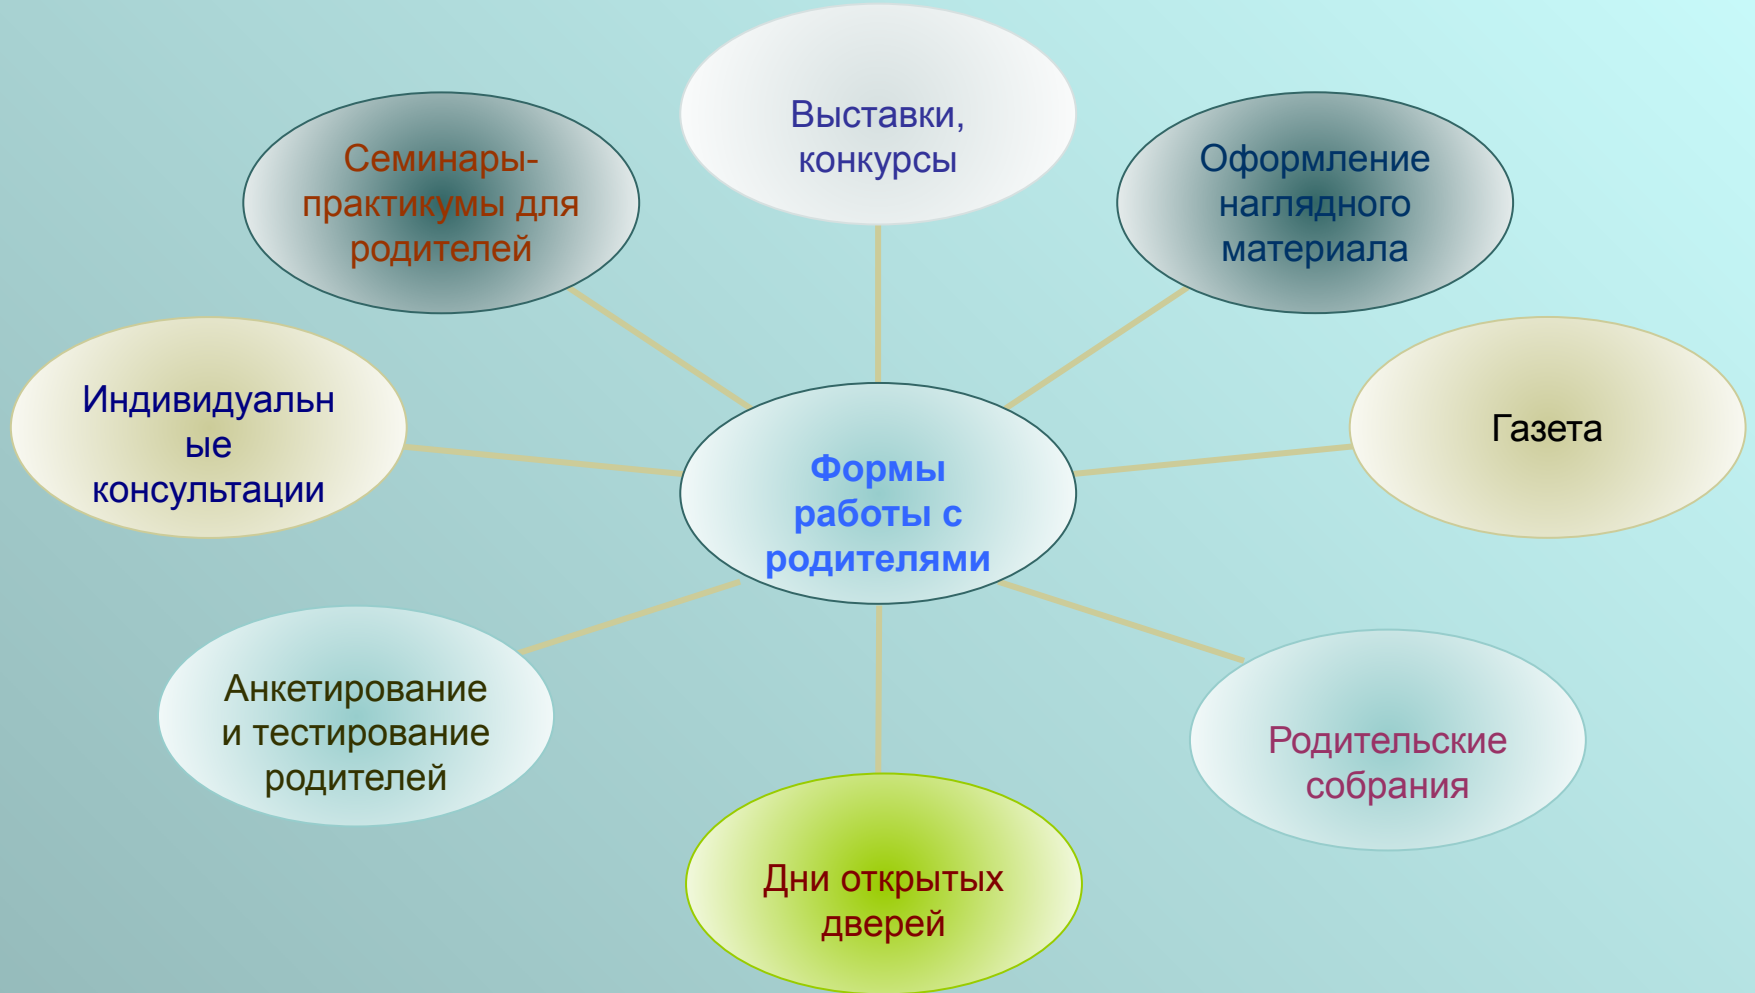 Выставки,
конкурсы
Семинары-
практикумы для
родителей
Оформление
наглядного
материала
Индивидуальн
ые
консультации
Газета
Формы
работы с
родителями
Анкетирование
и тестирование
родителей
Родительские
собрания
Дни открытых
дверей